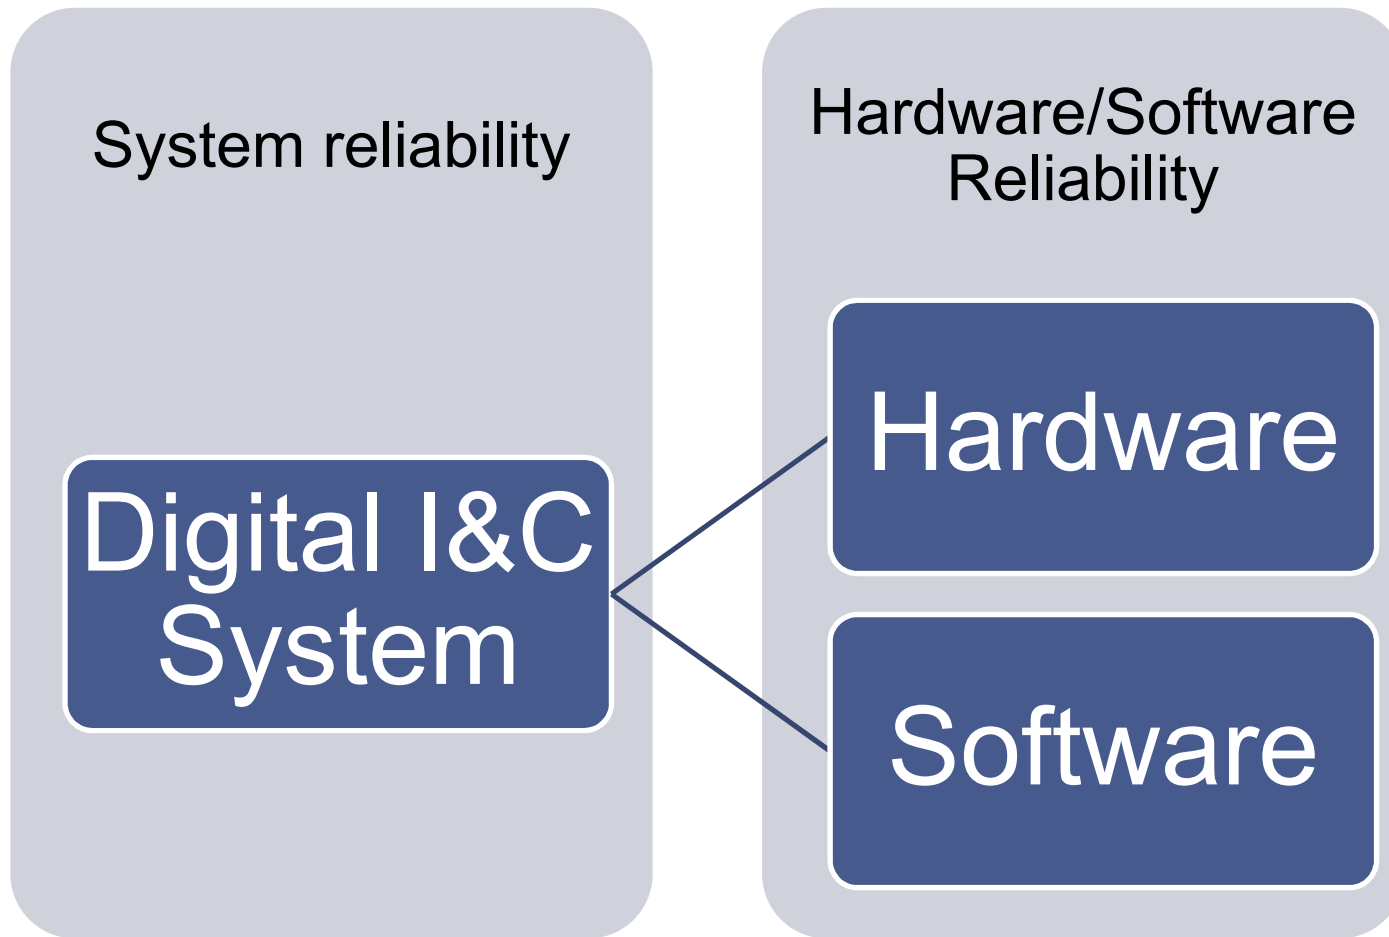 System reliability
Digital I&C
System
Hardware/Software
Reliability
Hardware
Software